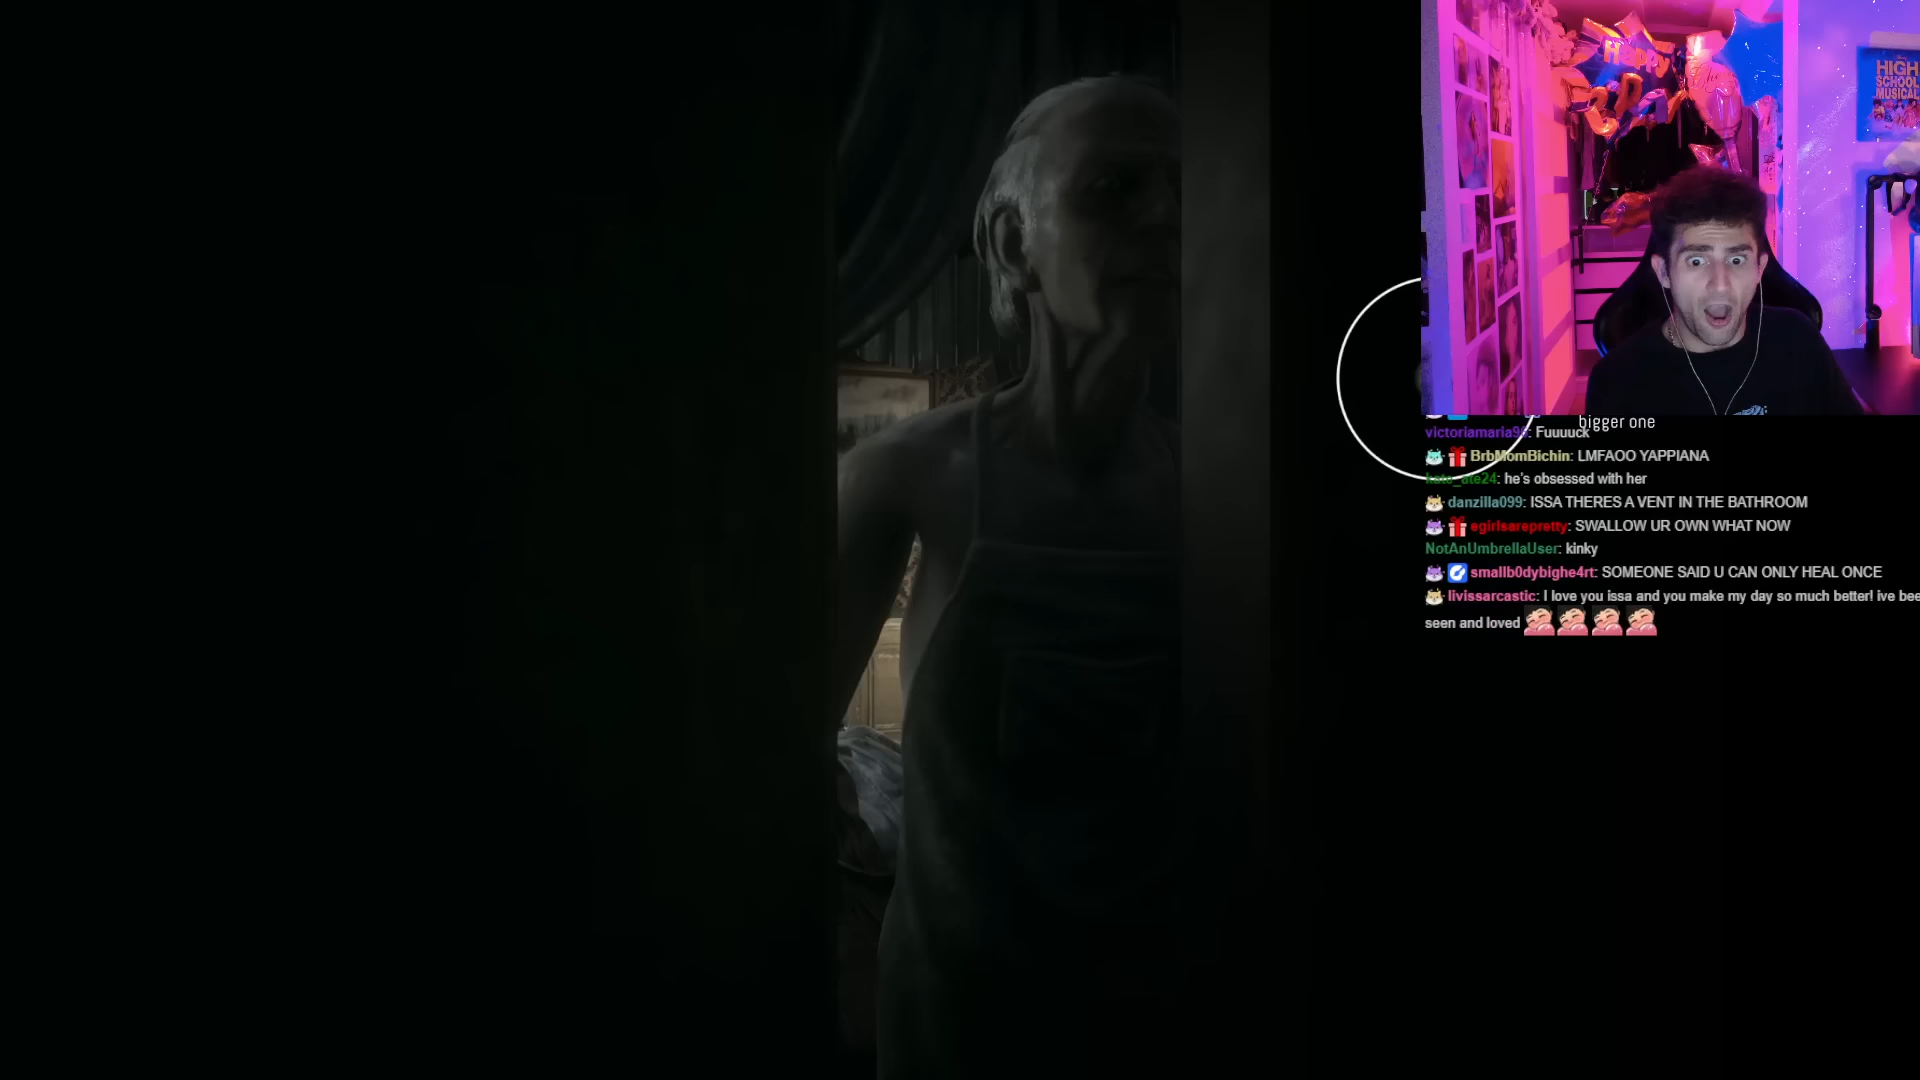 Happy
HIGH
SCHOOL
MUSICAL
bigger one
victoriamaria9: Fuuuuck
BrbMomBichin: LMFAOO YAPPIANA
kate_ate24: he's obsessed with her
danzilla099: ISSA THERES A VENT IN THE BATHROOM
egirlsarepretty: SWALLOW UR OWN WHAT NOW
NotAnUmbrellaUser: kinky
smallb0dybighe4rt: SOMEONE SAID U CAN ONLY HEAL ONCE
livissarcastic: I love you issa and you make my day so much better! ive bee
seen and loved